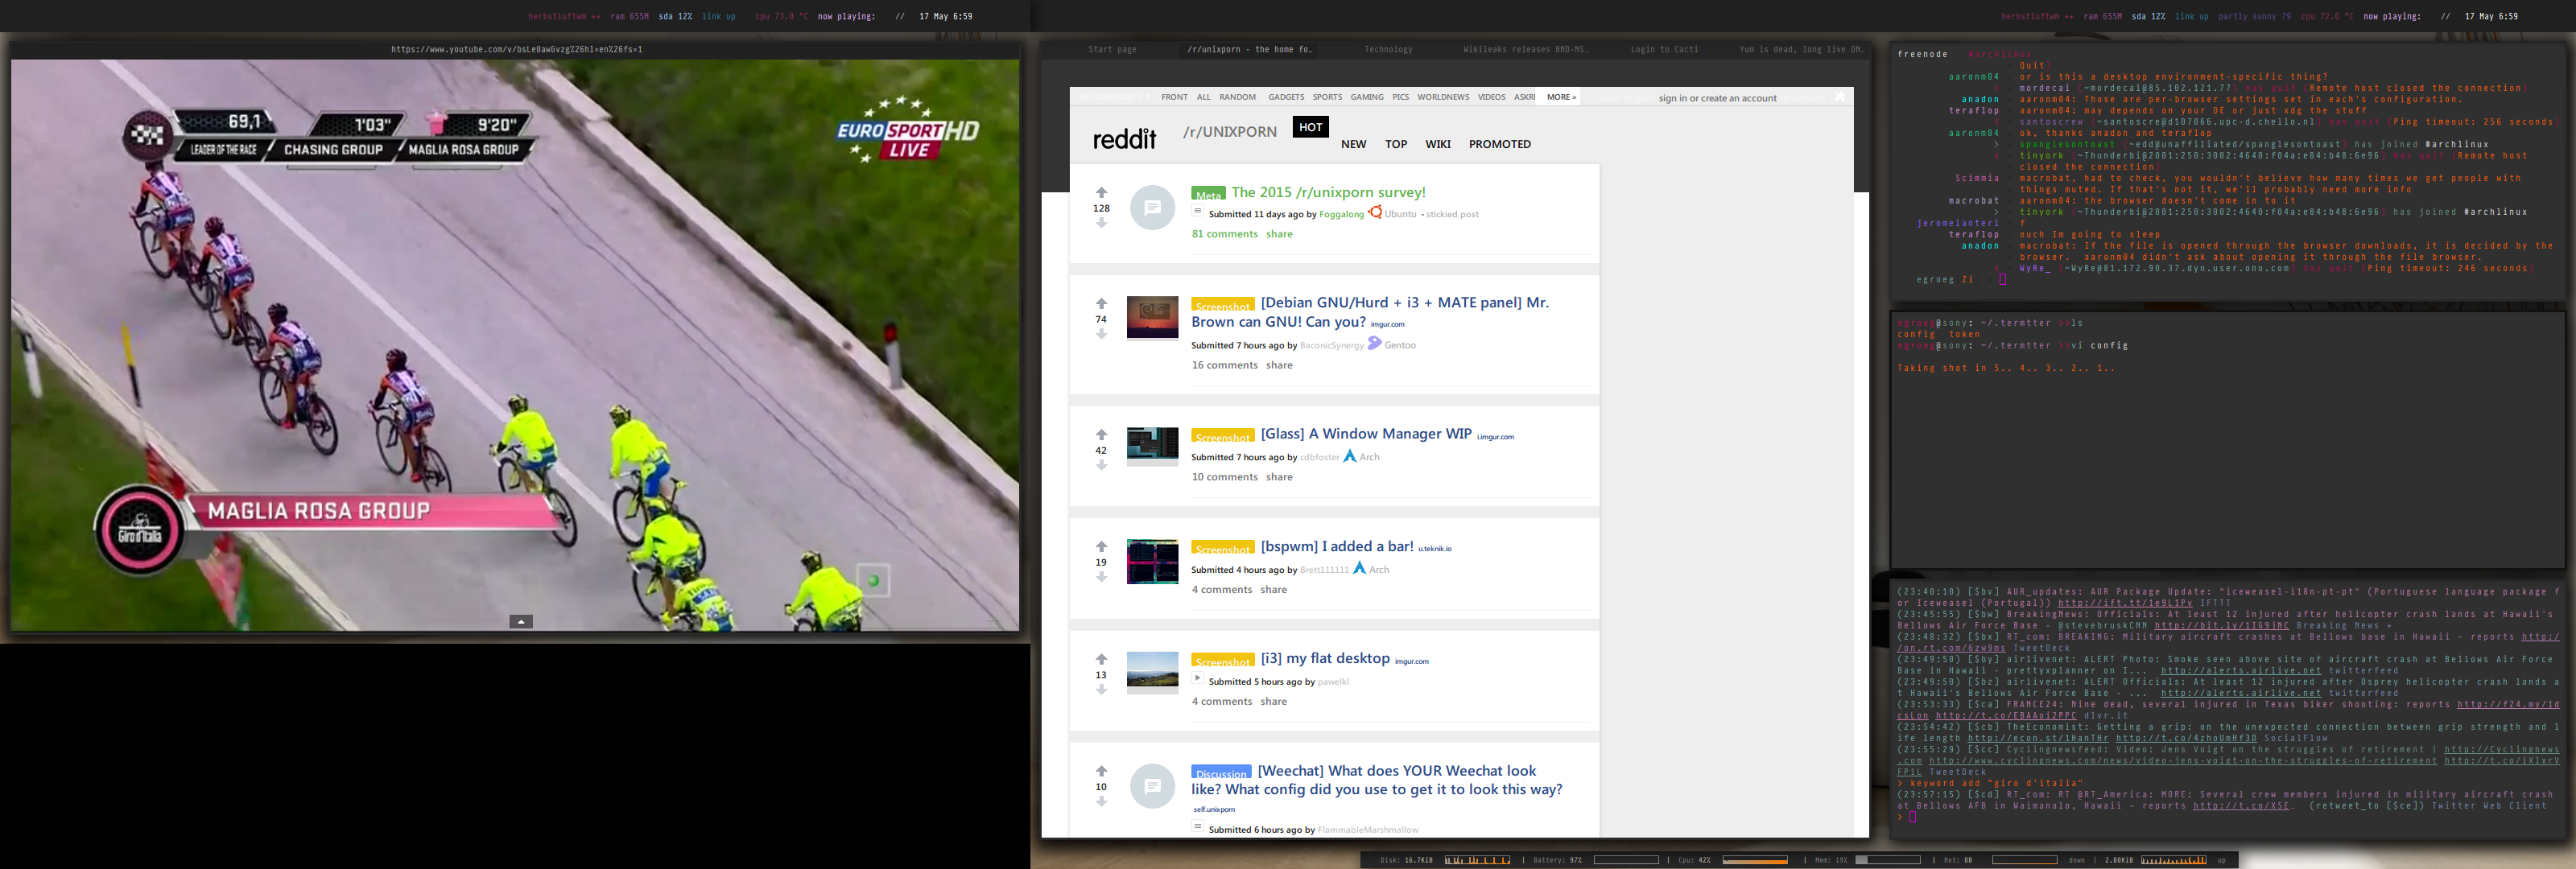 herbstluftwm ++ ram 655M sda 12% link up cpu 73.0 °C now playing: // 17 May 6:59
herbstluftwm ++ ram 655M sda 12% link up partly sunny 79 cpu 72.0 °C now playing: // 17 May 6:59
https://www.youtube.com/v/bsLe0awGvzg%26hl=en%26fs=1
69,1 1'03" 9'20"
LEADER OF THE RACE CHASING GROUP MAGLIA ROSA GROUP
EUROSPORT HD
LIVE
MAGLIA ROSA GROUP
Giro d'Italia
Start page /r/unixporn - the home fo… Technology Wikileaks releases BND-NS… Login to Cacti Yum is dead, long live DN…
FRONT ALL RANDOM GADGETS SPORTS GAMING PICS WORLDNEWS VIDEOS ASKRI MORE » sign in or create an account
reddit /r/UNIXPORN HOT NEW TOP WIKI PROMOTED
128
Meta The 2015 /r/unixporn survey!
Submitted 11 days ago by Foggalong Ubuntu • stickied post
81 comments share
74
Screenshot [Debian GNU/Hurd + i3 + MATE panel] Mr.
Brown can GNU! Can you? imgur.com
Submitted 7 hours ago by BaconicSynergy Gentoo
16 comments share
42
Screenshot [Glass] A Window Manager WIP i.imgur.com
Submitted 7 hours ago by cdbfoster Arch
10 comments share
19
Screenshot [bspwm] I added a bar! u.teknik.io
Submitted 4 hours ago by Brett111111 Arch
4 comments share
13
Screenshot [i3] my flat desktop imgur.com
Submitted 5 hours ago by pawelkl
4 comments share
10
Discussion [Weechat] What does YOUR Weechat look
like? What config did you use to get it to look this way?
self.unixporn
Submitted 6 hours ago by FlammableMarshmallow
freenode #archlinux
Quit)
aaronm04 or is this a desktop environment-specific thing?
< mordecai (~mordecai@85.102.121.77) has quit (Remote host closed the connection)
anadon aaronm04: Those are per-browser settings set in each's configuration.
teraflop aaronm04: may depends on your DE or just xdg the stuff
< santoscrew (~santoscre@d107066.upc-d.chello.nl) has quit (Ping timeout: 256 seconds)
aaronm04 ok, thanks anadon and teraflop
> spanglesontoast (~edd@unaffiliated/spanglesontoast) has joined #archlinux
< tinyork (~Thunderbi@2001:250:3002:4640:f04a:e84:b48:6e96) has quit (Remote host
closed the connection)
Scimmia macrobat, had to check, you wouldn't believe how many times we get people with
things muted. If that's not it, we'll probably need more info
macrobat aaronm04: the browser doesn't come in to it
> tinyork (~Thunderbi@2001:250:3002:4640:f04a:e84:b48:6e96) has joined #archlinux
jeromelanteri f
teraflop ouch Im going to sleep
anadon macrobat: If the file is opened through the browser downloads, it is decided by the
browser. aaronm04 didn't ask about opening it through the file browser.
< WyRe_ (~WyRe@81.172.90.37.dyn.user.ono.com) has quit (Ping timeout: 246 seconds)
egroeg Zi
egroeg@sony: ~/.termtter >>ls
config token
egroeg@sony: ~/.termtter >>vi config
Taking shot in 5.. 4.. 3.. 2.. 1..
(23:40:10) [$bv] AUR_updates: AUR Package Update: "iceweasel-i18n-pt-pt" (Portuguese language package f
or Iceweasel (Portugal)) http://ift.tt/1e9L1Pv IFTTT
(23:45:55) [$bw] BreakingNews: Officials: At least 12 injured after helicopter crash lands at Hawaii's
Bellows Air Force Base - @stevebruskCNN http://bit.ly/1IG9jNC Breaking News +
(23:48:32) [$bx] RT_com: BREAKING: Military aircraft crashes at Bellows base in Hawaii – reports http:/
/on.rt.com/6zw9ms TweetDeck
(23:49:50) [$by] airlivenet: ALERT Photo: Smoke seen above site of aircraft crash at Bellows Air Force
Base in Hawaii - prettyxplanner on I... http://alerts.airlive.net twitterfeed
(23:49:50) [$bz] airlivenet: ALERT Officials: At least 12 injured after Osprey helicopter crash lands a
t Hawaii's Bellows Air Force Base - ... http://alerts.airlive.net twitterfeed
(23:53:33) [$ca] FRANCE24: Nine dead, several injured in Texas biker shooting: reports http://f24.my/1d
csLon http://t.co/EBAAoi2PPC dlvr.it
(23:54:42) [$cb] TheEconomist: Getting a grip: on the unexpected connection between grip strength and l
ife length http://econ.st/1HanTHr http://t.co/4zhoUmHf3O SocialFlow
(23:55:29) [$cc] Cyclingnewsfeed: Video: Jens Voigt on the struggles of retirement | http://Cyclingnews
.com http://www.cyclingnews.com/news/video-jens-voigt-on-the-struggles-of-retirement http://t.co/iXlxrV
FP1L TweetDeck
> keyword add "giro d'italia"
(23:57:15) [$cd] RT_com: RT @RT_America: MORE: Several crew members injured in military aircraft crash
at Bellows AFB in Waimanalo, Hawaii – reports http://t.co/X5E… (retweet_to [$ce]) Twitter Web Client
>
Disk: 16.7KiB | Battery: 97% | Cpu: 42% | Mem: 19% | Net: 0B down | 2.80KiB up